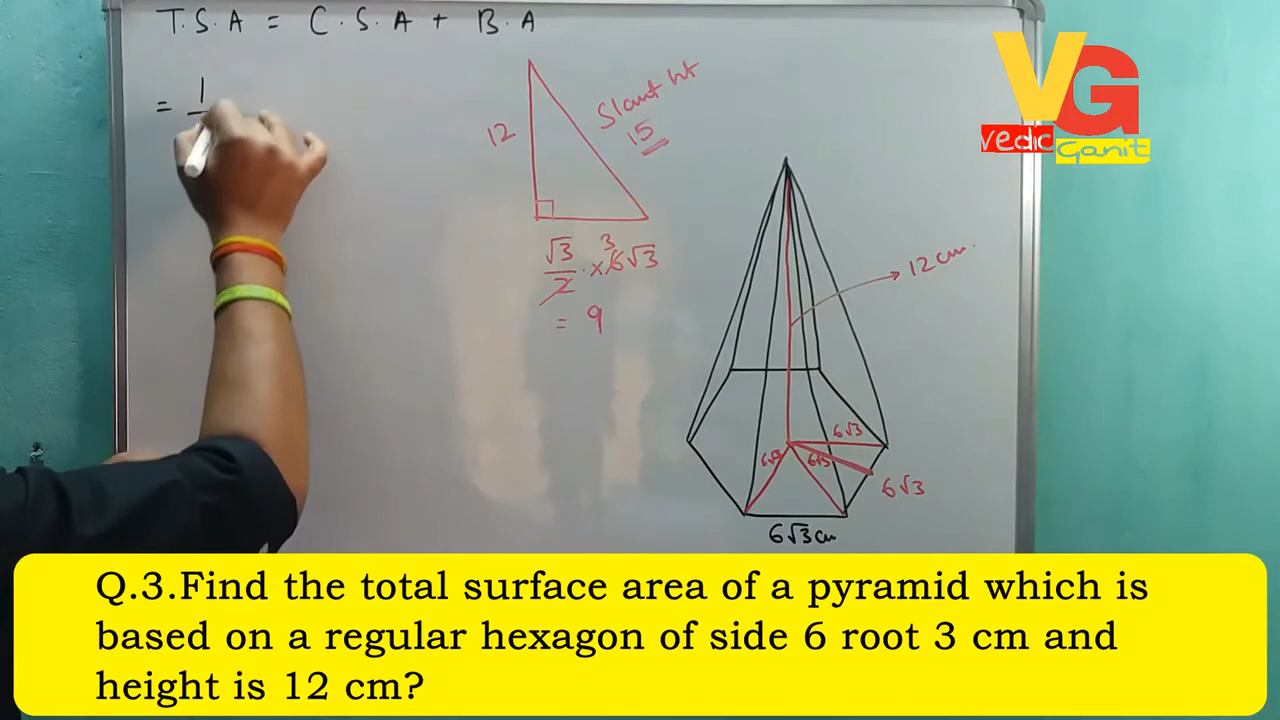 T.S.A = C.S.A + B.A
= 1
12
Slant ht
15
√3/2 . × 6√3
3
= 9
12 cm.
6√3
6√3
6√3
6√3
6√3 cm
VG
vedic
Ganit
Q.3.Find the total surface area of a pyramid which is
based on a regular hexagon of side 6 root 3 cm and
height is 12 cm?